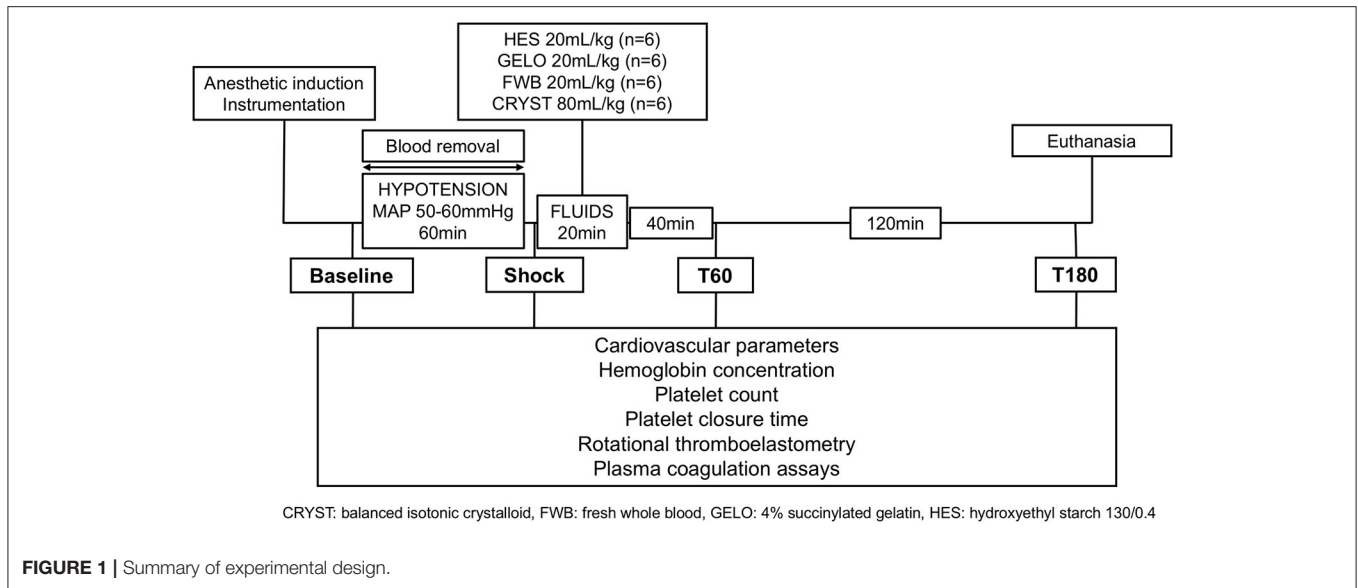 HES 20mL/kg (n=6)
GELO 20mL/kg (n=6)
FWB 20mL/kg (n=6)
CRYST 80mL/kg (n=6)
Anesthetic induction
Instrumentation
Blood removal
Euthanasia
HYPOTENSION
MAP 50-60mmHg
60min
FLUIDS
20min
40min
120min
Baseline
Shock
T60
T180
Cardiovascular parameters
Hemoglobin concentration
Platelet count
Platelet closure time
Rotational thromboelastometry
Plasma coagulation assays
CRYST: balanced isotonic crystalloid, FWB: fresh whole blood, GELO: 4% succinylated gelatin, HES: hydroxyethyl starch 130/0.4
FIGURE 1 | Summary of experimental design.